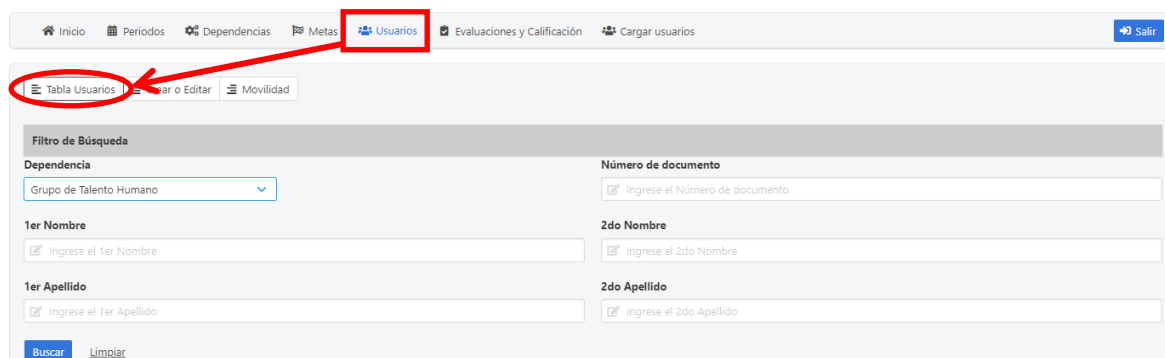 Inicio Periodos Dependencias Metas Usuarios Evaluaciones y Calificación Cargar usuarios Salir
Tabla Usuarios Crear o Editar Movilidad
Filtro de Búsqueda
Dependencia Número de documento
Grupo de Talento Humano Ingrese el Número de documento
1er Nombre 2do Nombre
Ingrese el 1er Nombre Ingrese el 2do Nombre
1er Apellido 2do Apellido
Ingrese el 1er Apellido Ingrese el 2do Apellido
Buscar Limpiar